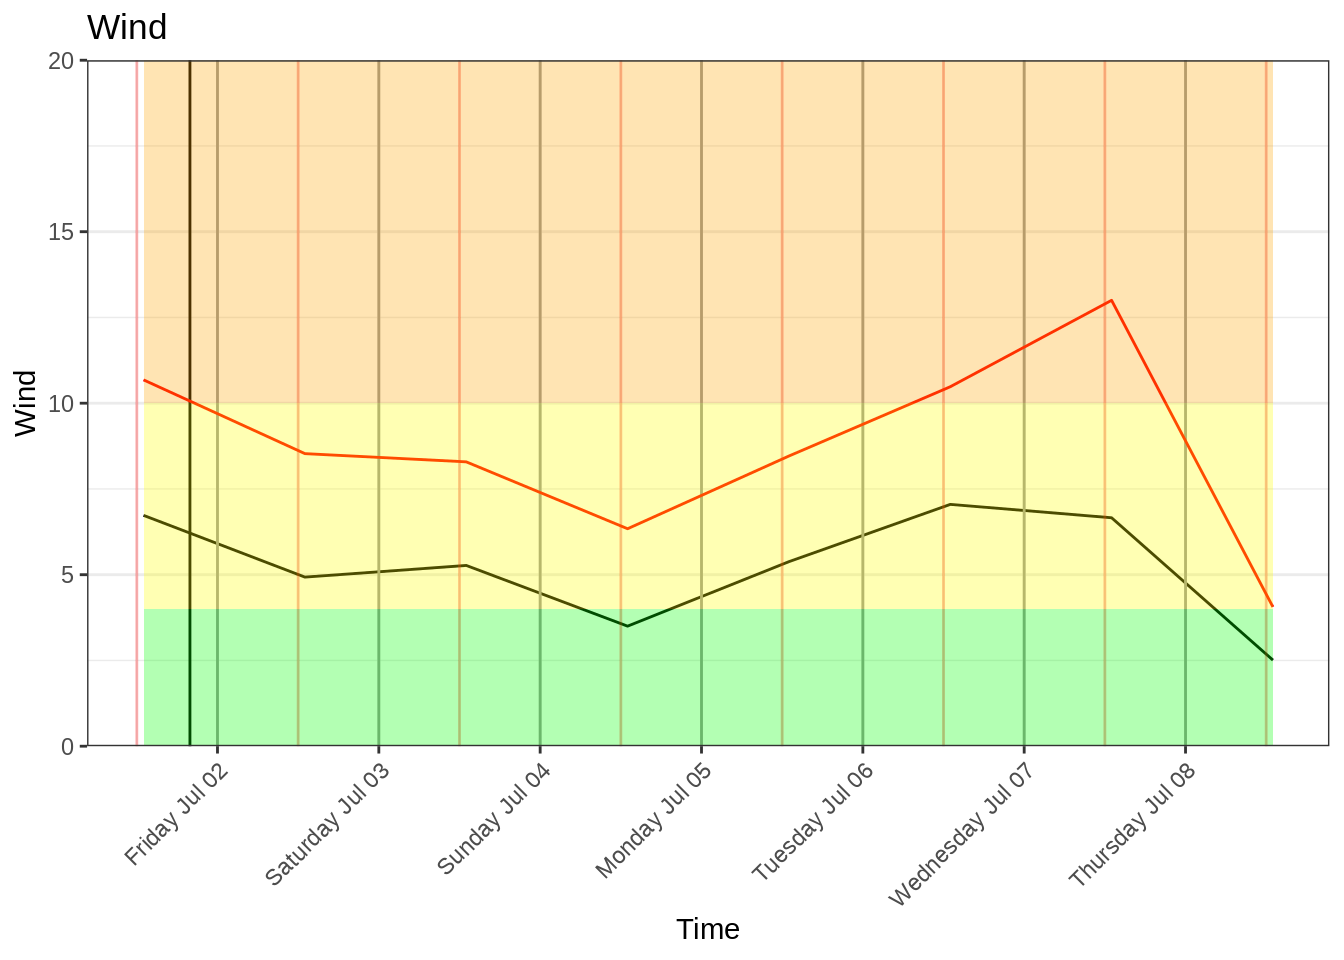 Wind
20
15
10
5
0
Wind
Friday Jul 02
Saturday Jul 03
Sunday Jul 04
Monday Jul 05
Tuesday Jul 06
Wednesday Jul 07
Thursday Jul 08
Time